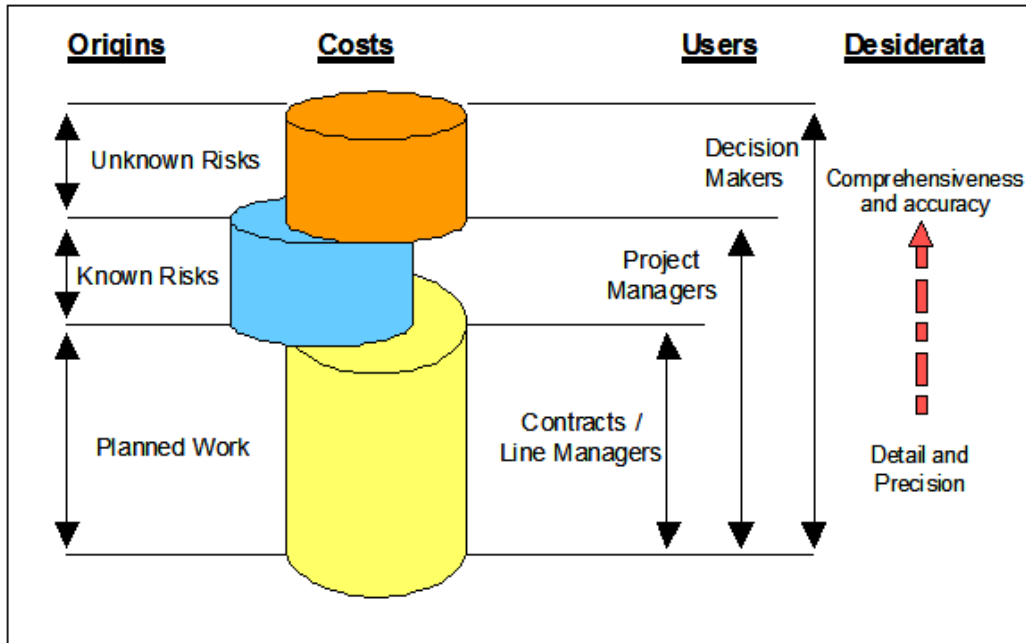 Origins
Costs
Users
Desiderata
Unknown Risks
Decision
Makers
Comprehensiveness
and accuracy
Known Risks
Project
Managers
Planned Work
Contracts /
Line Managers
Detail and
Precision